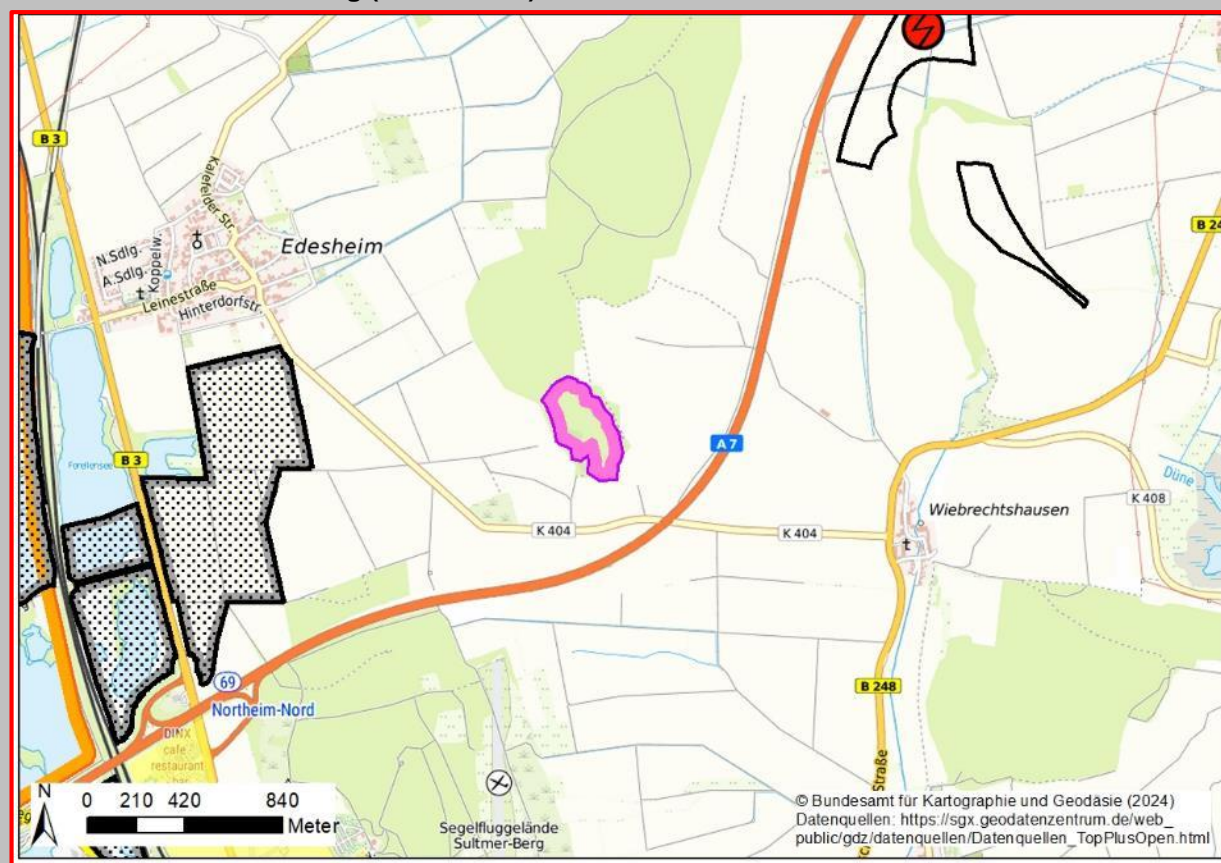 B 3
Kalefelder Str.
N.Sdlg.
A.Sdlg.
Koppelw.
Edesheim
Leinestraße
Hinterdorfstr.
B 24
A 7
B 3
Forellensee
K 404
K 404
Wiebrechtshausen
K 408
Düne
69
Northeim-Nord
B 248
DINX
cafe
restaurant
bar
Straße
N
0 210 420 840
Meter
Segelfluggelände
Sultmer-Berg
© Bundesamt für Kartographie und Geodäsie (2024)
Datenquellen: https://sgx.geodatenzentrum.de/web_
public/gdz/datenquellen/Datenquellen_TopPlusOpen.html